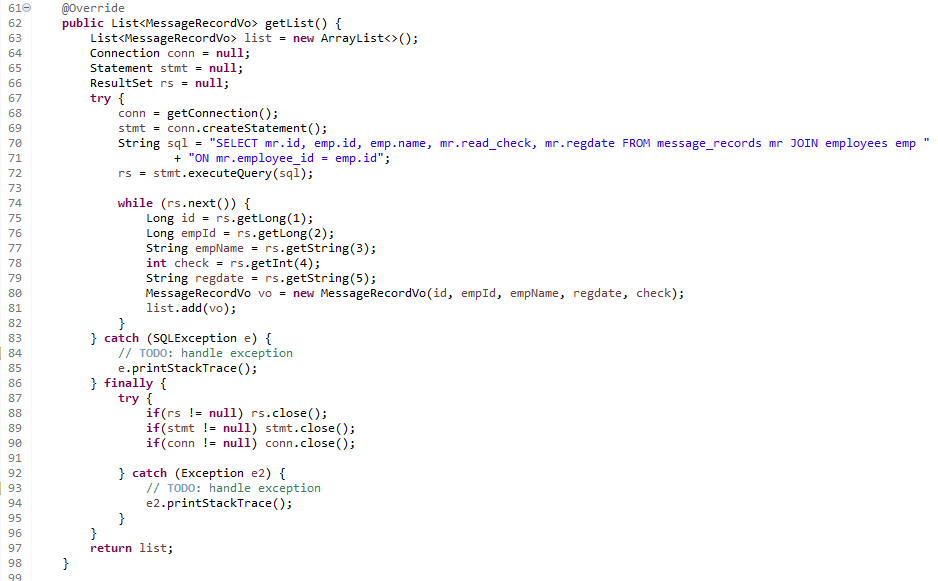 61 @Override
62 public List<MessageRecordVo> getList() {
63 List<MessageRecordVo> list = new ArrayList<>();
64 Connection conn = null;
65 Statement stmt = null;
66 ResultSet rs = null;
67 try {
68 conn = getConnection();
69 stmt = conn.createStatement();
70 String sql = "SELECT mr.id, emp.id, emp.name, mr.read_check, mr.regdate FROM message_records mr JOIN employees emp "
71 + "ON mr.employee_id = emp.id";
72 rs = stmt.executeQuery(sql);
73
74 while (rs.next()) {
75 Long id = rs.getLong(1);
76 Long empId = rs.getLong(2);
77 String empName = rs.getString(3);
78 int check = rs.getInt(4);
79 String regdate = rs.getString(5);
80 MessageRecordVo vo = new MessageRecordVo(id, empId, empName, regdate, check);
81 list.add(vo);
82 }
83 } catch (SQLException e) {
84 // TODO: handle exception
85 e.printStackTrace();
86 } finally {
87 try {
88 if(rs != null) rs.close();
89 if(stmt != null) stmt.close();
90 if(conn != null) conn.close();
91
92 } catch (Exception e2) {
93 // TODO: handle exception
94 e2.printStackTrace();
95 }
96 }
97 return list;
98 }
99